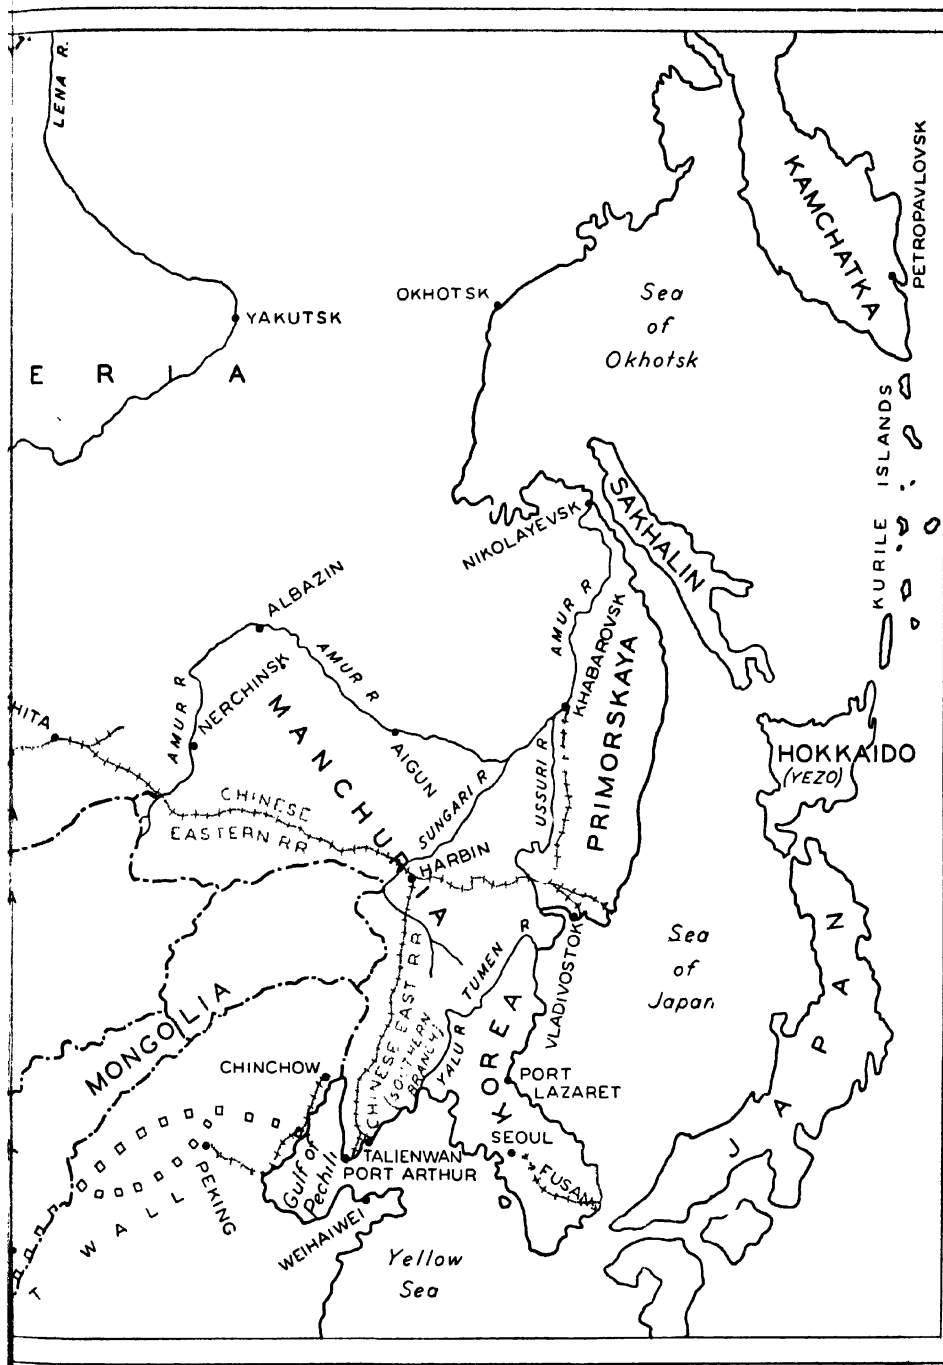 LENA R.
KAMCHATKA
PETROPAVLOVSK
OKHOTSK
Sea
of
Okhotsk
YAKUTSK
E R I A
KURILE ISLANDS
SAKHALIN
NIKOLAYEVSK
ALBAZIN
AMUR R
AMUR R
AMUR R
NERCHINSK
KHABAROVSK
PRIMORSKAYA
HITA
MANCHURIA
AIGUN
USSURI R
SUNGARI R
HOKKAIDO
(YEZO)
CHINESE
EASTERN RR
HARBIN
A
A
VLADIVOSTOK
Sea
of
Japan
JAPAN
TUMEN R
YALU R
KOREA
CHINESE EAST RR
(SOUTHERN
BRANCH)
MONGOLIA
CHINCHOW
PORT
LAZARET
SEOUL
FUSAN
TALIENWAN
PORT ARTHUR
Gulf of
Pechili
PEKING
WALL
WEIHAIWEI
Yellow
Sea
T